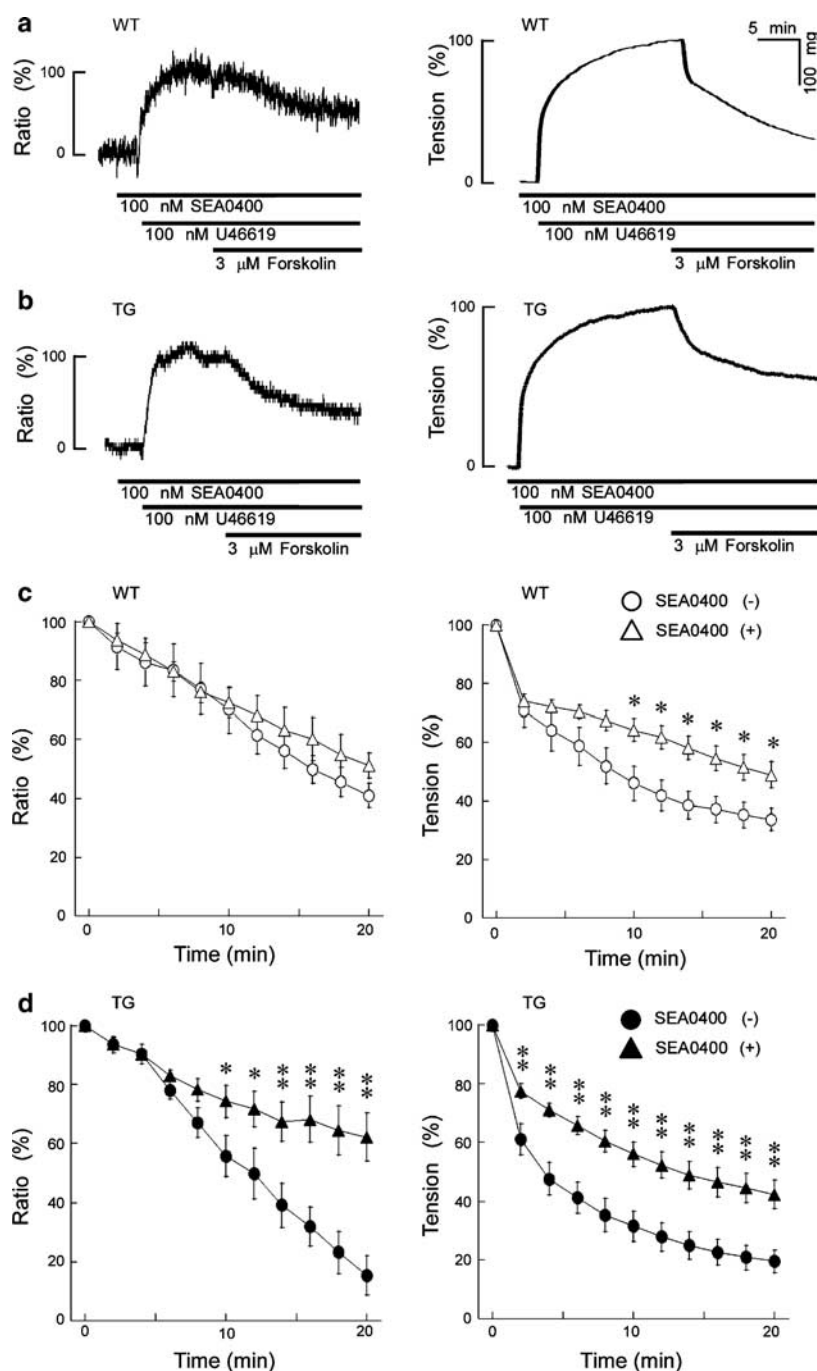 a
WT
Ratio (%)
100
0
100 nM SEA0400
100 nM U46619
3 μM Forskolin
WT
Tension (%)
100
0
5 min
100 mg
100 nM SEA0400
100 nM U46619
3 μM Forskolin
b
TG
Ratio (%)
100
0
100 nM SEA0400
100 nM U46619
3 μM Forskolin
TG
Tension (%)
100
0
100 nM SEA0400
100 nM U46619
3 μM Forskolin
c
WT
Ratio (%)
100
80
60
40
20
0
0 10 20
Time (min)
WT
SEA0400 (-)
SEA0400 (+)
Tension (%)
100
80
60
40
20
0
* * * * * *
0 10 20
Time (min)
d
TG
Ratio (%)
100
80
60
40
20
0
* * ** ** ** **
0 10 20
Time (min)
TG
SEA0400 (-)
SEA0400 (+)
Tension (%)
100
80
60
40
20
0
** ** ** ** ** ** ** ** ** **
0 10 20
Time (min)